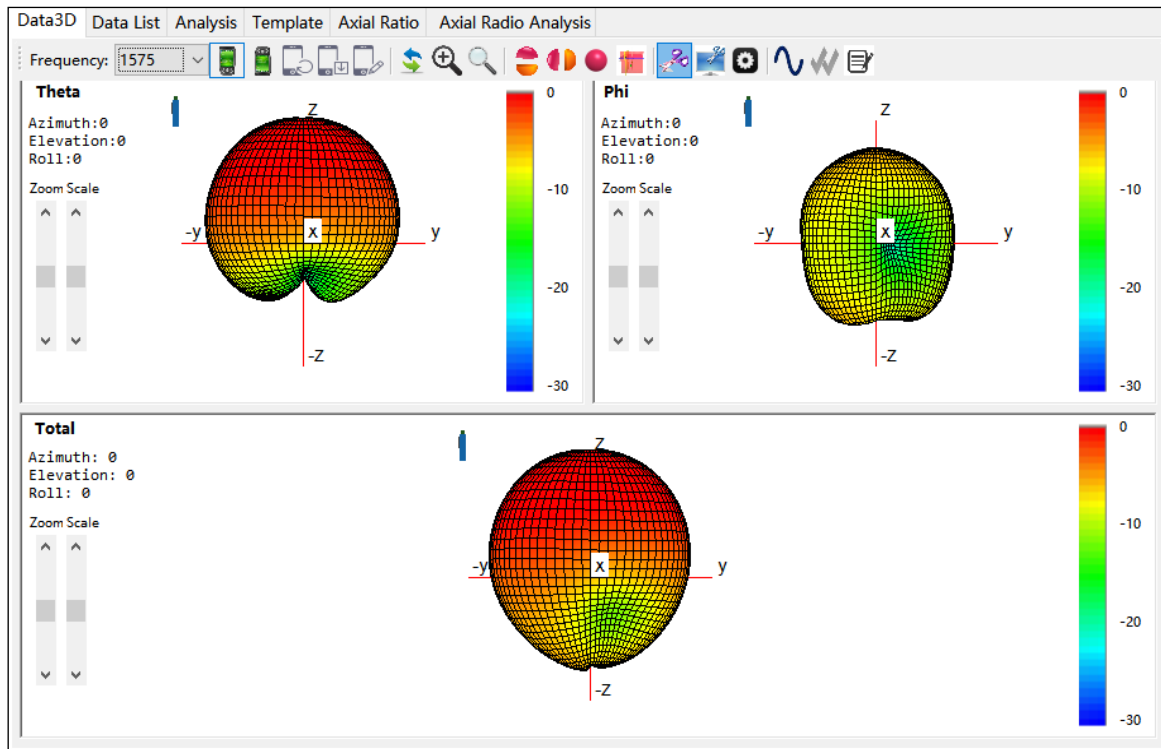 Data3D Data List Analysis Template Axial Ratio Axial Radio Analysis
Frequency: 1575
Theta
Azimuth:0
Elevation:0
Roll:0
Zoom Scale
Z
-y
x
y
-Z
0
-10
-20
-30
Phi
Azimuth:0
Elevation:0
Roll:0
Zoom Scale
Z
-y
x
y
-Z
0
-10
-20
-30
Total
Azimuth: 0
Elevation: 0
Roll: 0
Zoom Scale
Z
-y
x
y
-Z
0
-10
-20
-30